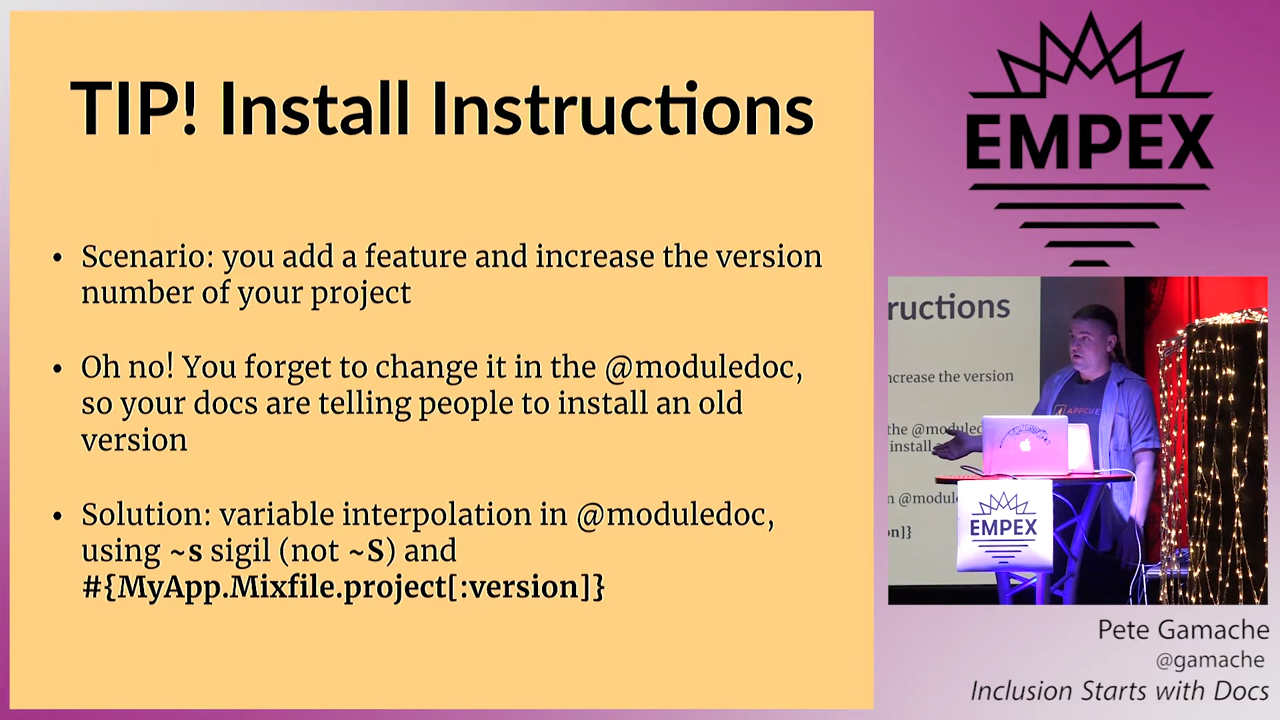 TIP! Install Instructions
• Scenario: you add a feature and increase the version
number of your project
• Oh no! You forget to change it in the @moduledoc,
so your docs are telling people to install an old
version
• Solution: variable interpolation in @moduledoc,
using ~s sigil (not ~S) and
#{MyApp.Mixfile.project[:version]}
EMPEX
ructions
ncrease the version
the @moduled
install
n @modul
on]}
APPCUE
EMPEX
Pete Gamache
@gamache
Inclusion Starts with Docs